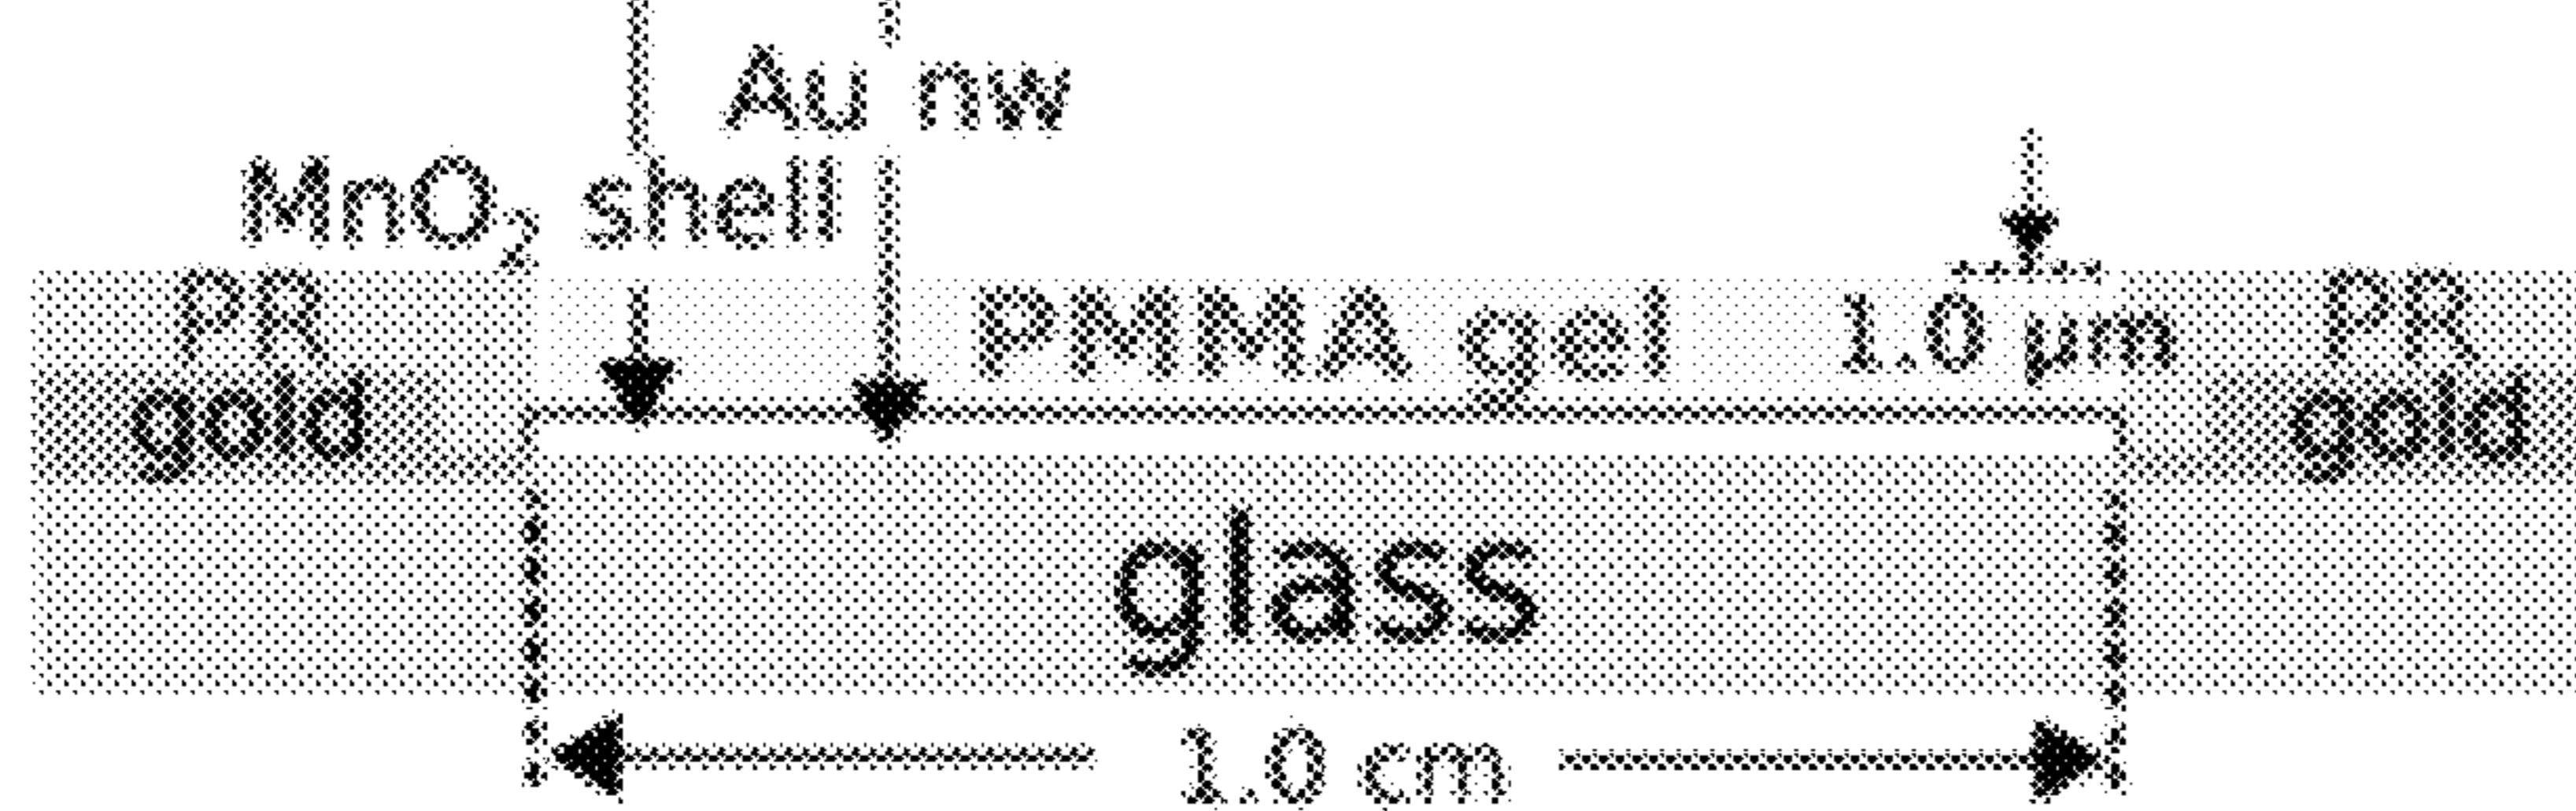 Au nw
MnO₂ shell
PR PMMA gel 1.0 μm PR
gold gold
glass
1.0 cm